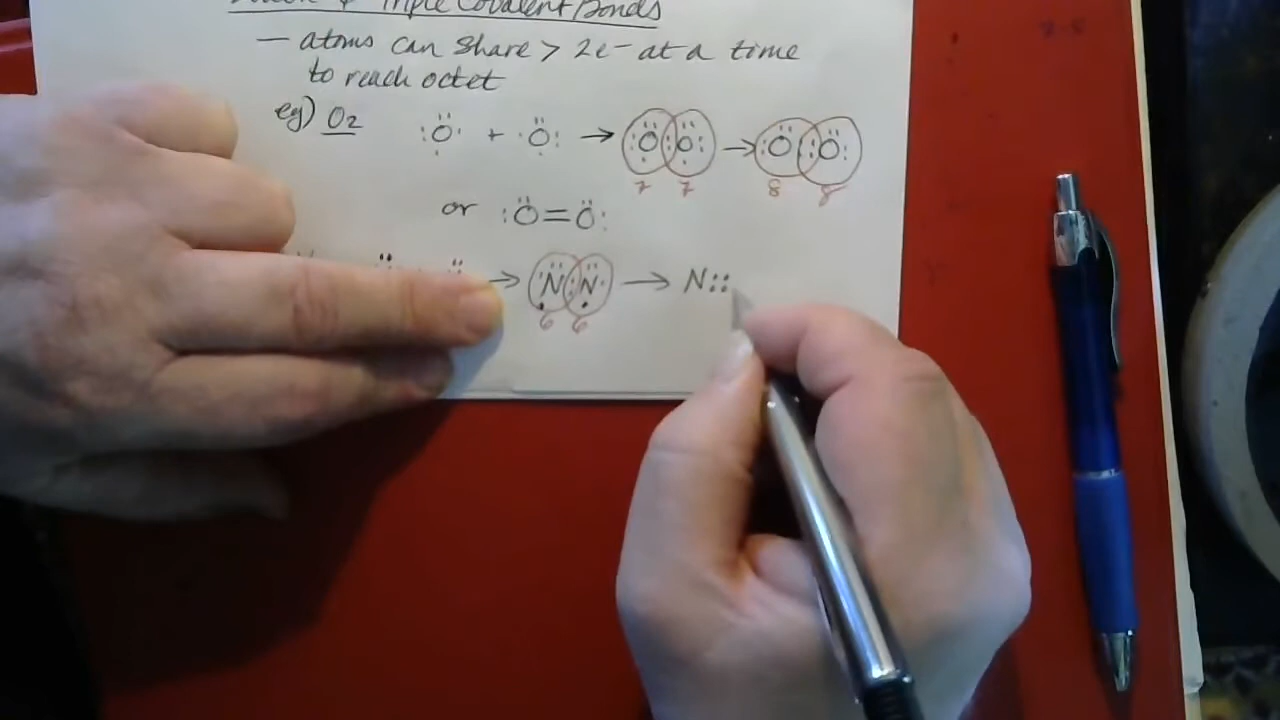 & Triple Covalent Bonds
— atoms can share > 2e⁻ at a time
to reach octet
eg) O₂ :Ö· + ·Ö: → :Ö:Ö: → :Ö::Ö:
7 7 8 8
or :Ö=Ö:
→ N N → N::
6 6